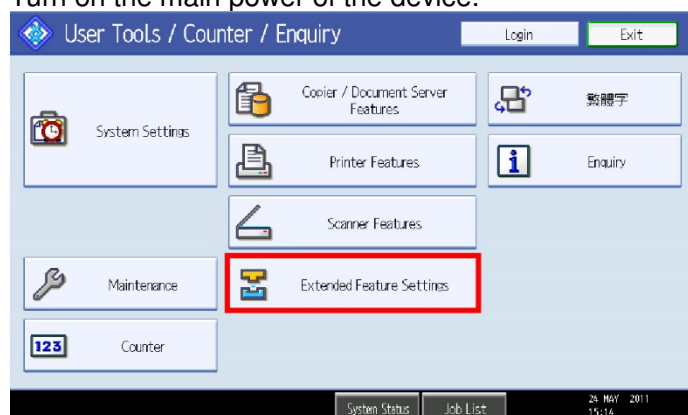 Turn on the main power of the device.
User Tools / Counter / Enquiry
Login
Exit
System Settings
Copier / Document Server
Features
繁體字
Printer Features
Enquiry
Scanner Features
Maintenance
Extended Feature Settings
123
Counter
System Status
Job List
24 MAY 2011
15:14